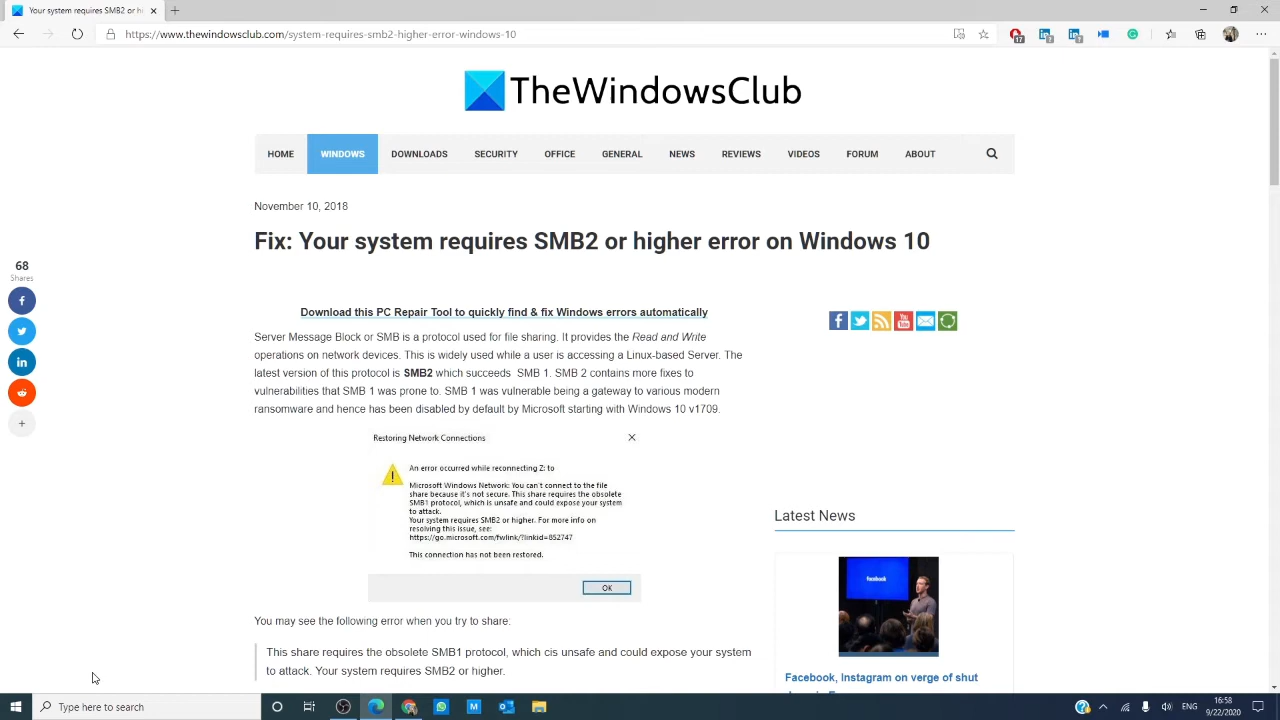 Your system requires SMB2 or hi
https://www.thewindowsclub.com/system-requires-smb2-higher-error-windows-10
17
TheWindowsClub
HOME WINDOWS DOWNLOADS SECURITY OFFICE GENERAL NEWS REVIEWS VIDEOS FORUM ABOUT
November 10, 2018
Fix: Your system requires SMB2 or higher error on Windows 10
68
Shares
Download this PC Repair Tool to quickly find & fix Windows errors automatically
Server Message Block or SMB is a protocol used for file sharing. It provides the Read and Write
operations on network devices. This is widely used while a user is accessing a Linux-based Server. The
latest version of this protocol is SMB2 which succeeds SMB 1. SMB 2 contains more fixes to
vulnerabilities that SMB 1 was prone to. SMB 1 was vulnerable being a gateway to various modern
ransomware and hence has been disabled by default by Microsoft starting with Windows 10 v1709.
Restoring Network Connections
An error occurred while reconnecting Z: to
Microsoft Windows Network: You can't connect to the file
share because it's not secure. This share requires the obsolete
SMB1 protocol, which is unsafe and could expose your system
to attack.
Your system requires SMB2 or higher. For more info on
resolving this issue, see:
https://go.microsoft.com/fwlink/?linkid=852747
This connection has not been restored.
OK
You may see the following error when you try to share:
This share requires the obsolete SMB1 protocol, which cis unsafe and could expose your system
to attack. Your system requires SMB2 or higher.
Latest News
facebook
Facebook, Instagram on verge of shut
Type here to search
ENG
16:58
9/22/2020